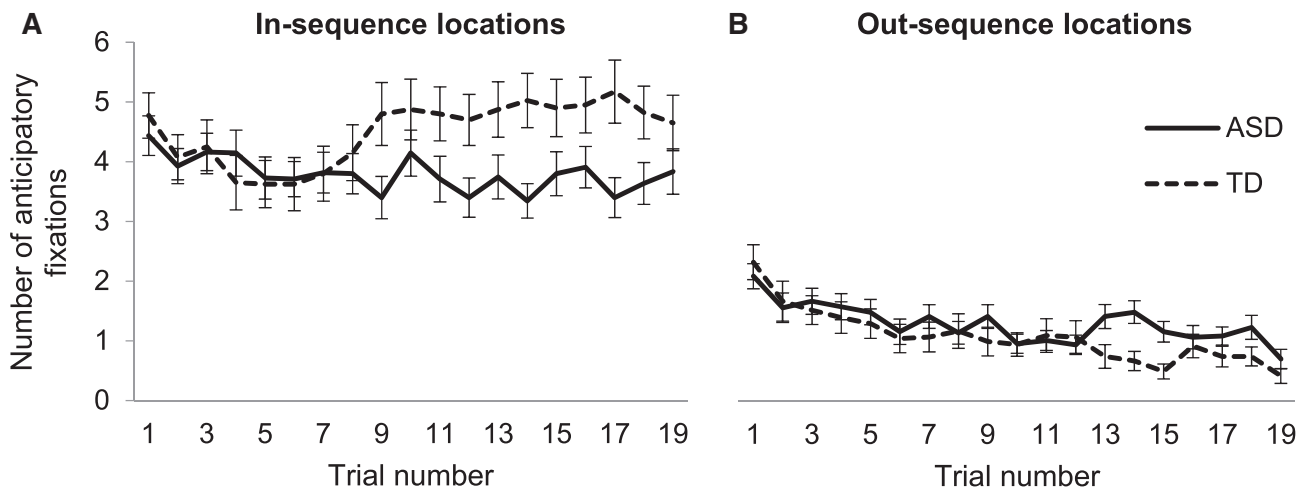 A
In-sequence locations
B
Out-sequence locations
Number of anticipatory
fixations
6
5
4
3
2
1
0
ASD
TD
1 3 5 7 9 11 13 15 17 19
1 3 5 7 9 11 13 15 17 19
Trial number
Trial number